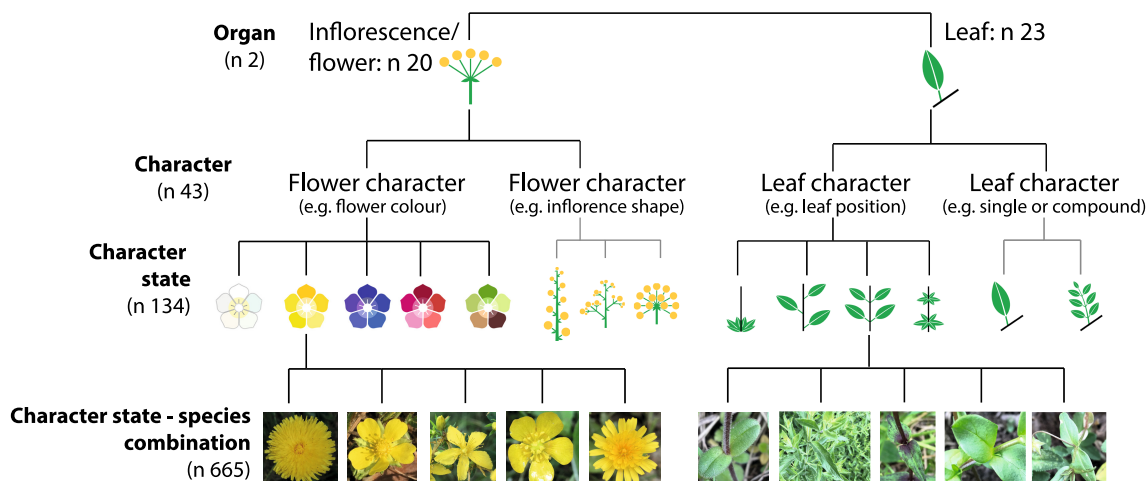 Organ
(n 2)
Inflorescence/
flower: n 20
Leaf: n 23
Character
(n 43)
Flower character
(e.g. flower colour)
Flower character
(e.g. inflorence shape)
Leaf character
(e.g. leaf position)
Leaf character
(e.g. single or compound)
Character
state
(n 134)
Character state - species
combination
(n 665)